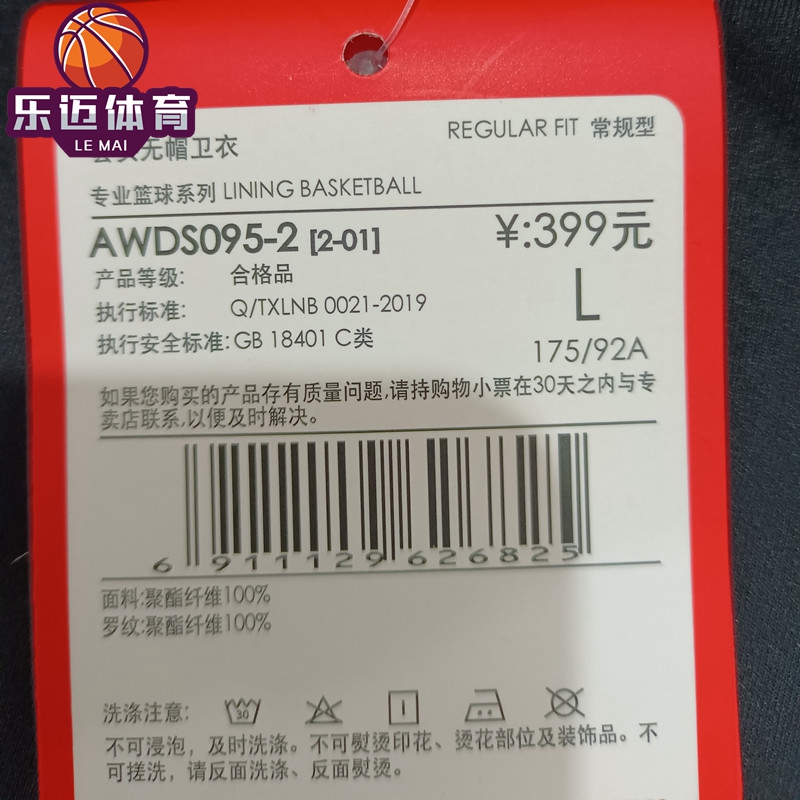 乐迈体育
LE MAI
REGULAR FIT 常规型
无帽卫衣
专业篮球系列 LINING BASKETBALL
AWDS095-2 [2-01]
¥:399元
产品等级: 合格品
L
执行标准: Q/TXLNB 0021-2019
执行安全标准:GB 18401 C类
175/92A
如果您购买的产品存有质量问题,请持购物小票在30天之内与专
卖店联系,以便及时解决。
6 911129 626825
面料:聚酯纤维100%
罗纹:聚酯纤维100%
洗涤注意: 30
不可浸泡，及时洗涤。不可熨烫印花、烫花部位及装饰品。不
可搓洗，请反面洗涤、反面熨烫。